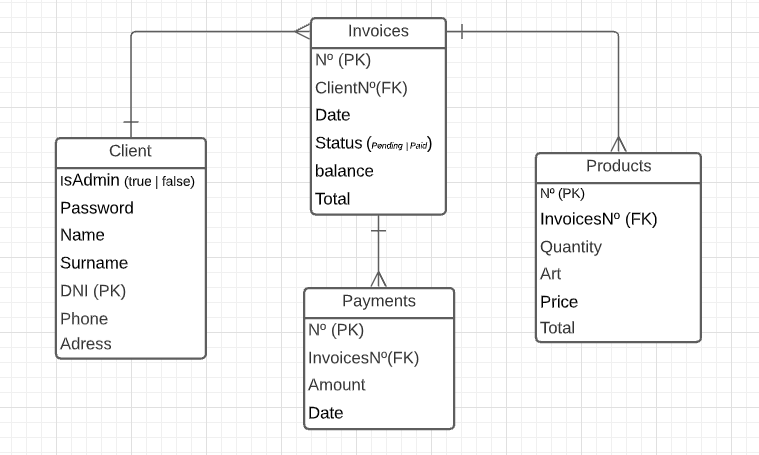 Invoices
Nº (PK)
ClientNº(FK)
Date
Status (Pending | Paid)
balance
Total
Client
isAdmin (true | false)
Password
Name
Surname
DNI (PK)
Phone
Adress
Products
Nº (PK)
InvoicesNº (FK)
Quantity
Art
Price
Total
Payments
Nº (PK)
InvoicesNº(FK)
Amount
Date